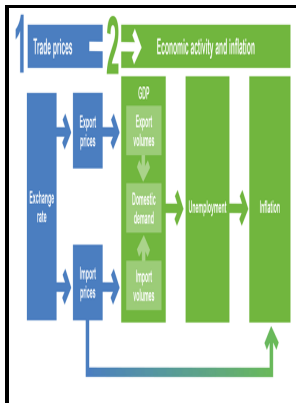 1 Trade prices
2 Economic activity and inflation
GDP
Exchange
rate
Export
prices
Import
prices
Export
volumes
Domestic
demand
Import
volumes
Unemployment
Inflation